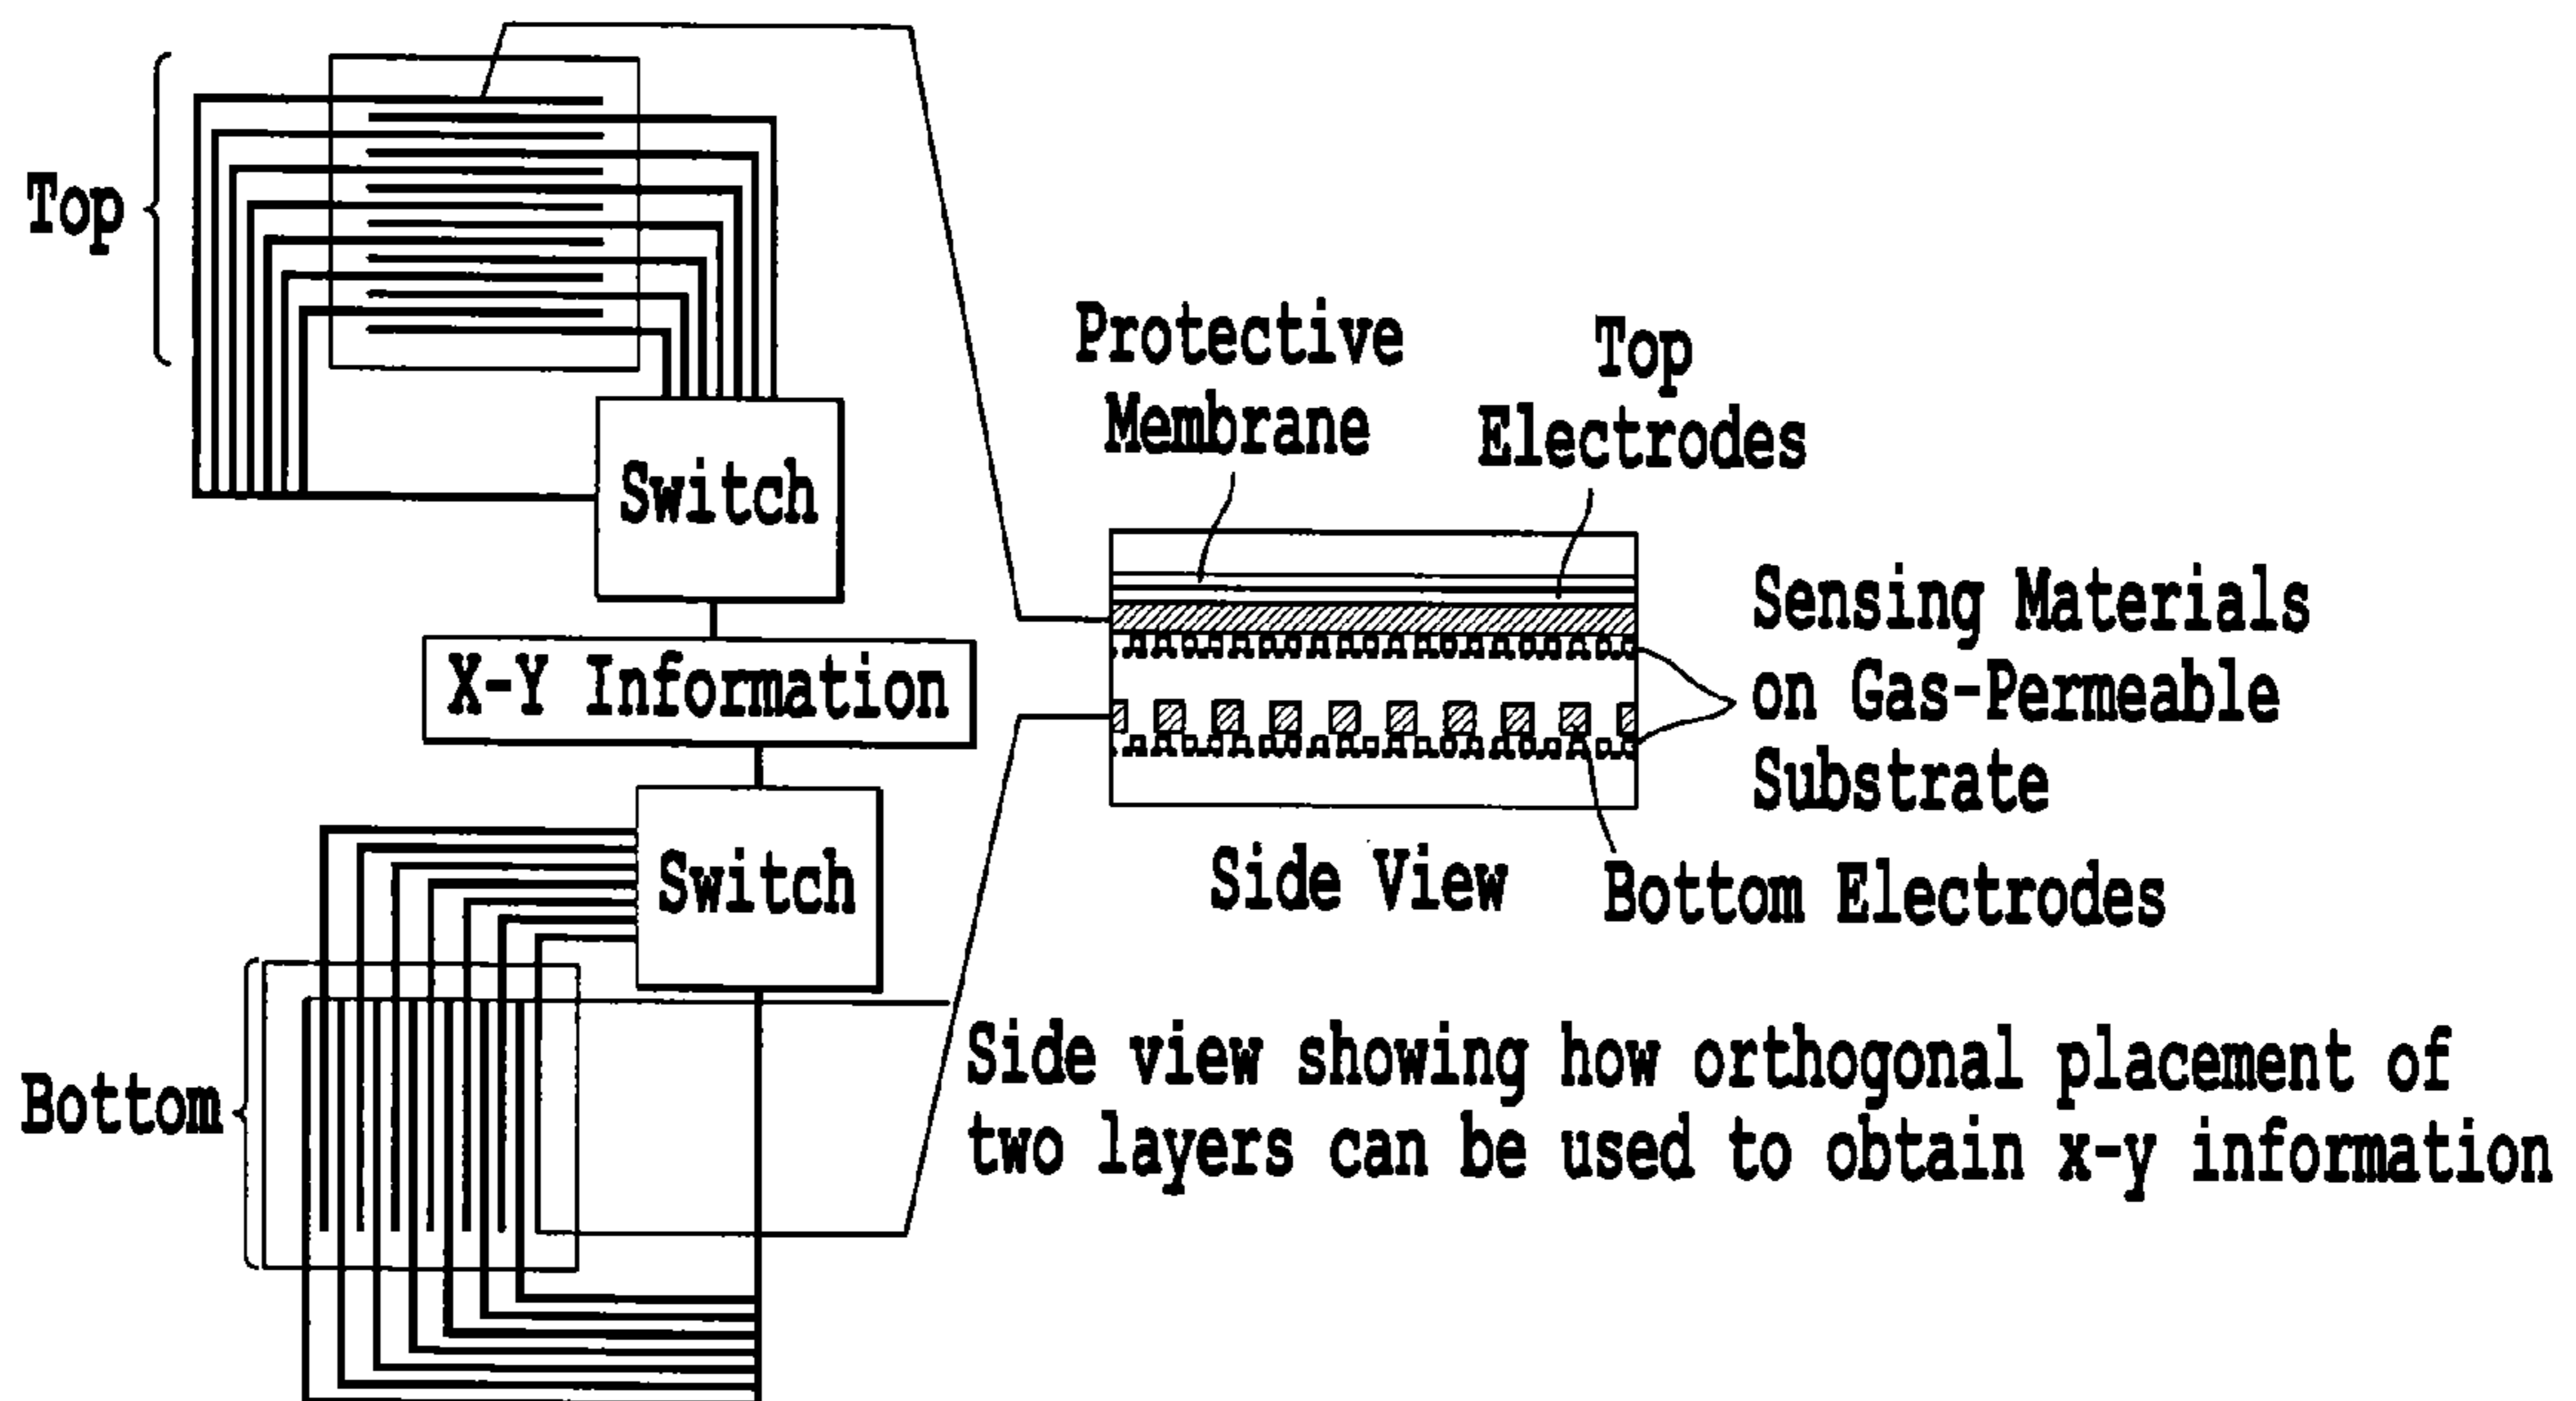 Top
Switch
X-Y Information
Switch
Bottom
Protective
Membrane
Top
Electrodes
Sensing Materials
on Gas-Permeable
Substrate
Side View
Bottom Electrodes
Side view showing how orthogonal placement of
two layers can be used to obtain x-y information